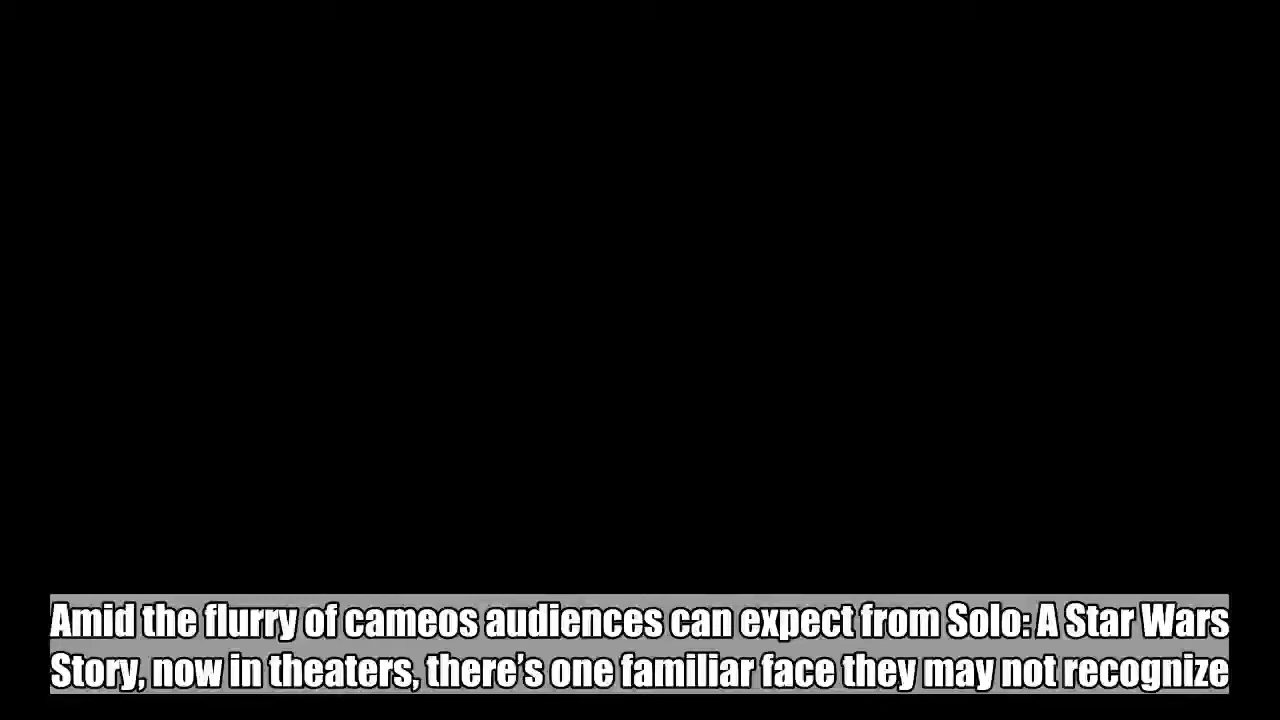 Amid the flurry of cameos audiences can expect from Solo: A Star Wars
Story, now in theaters, there’s one familiar face they may not recognize